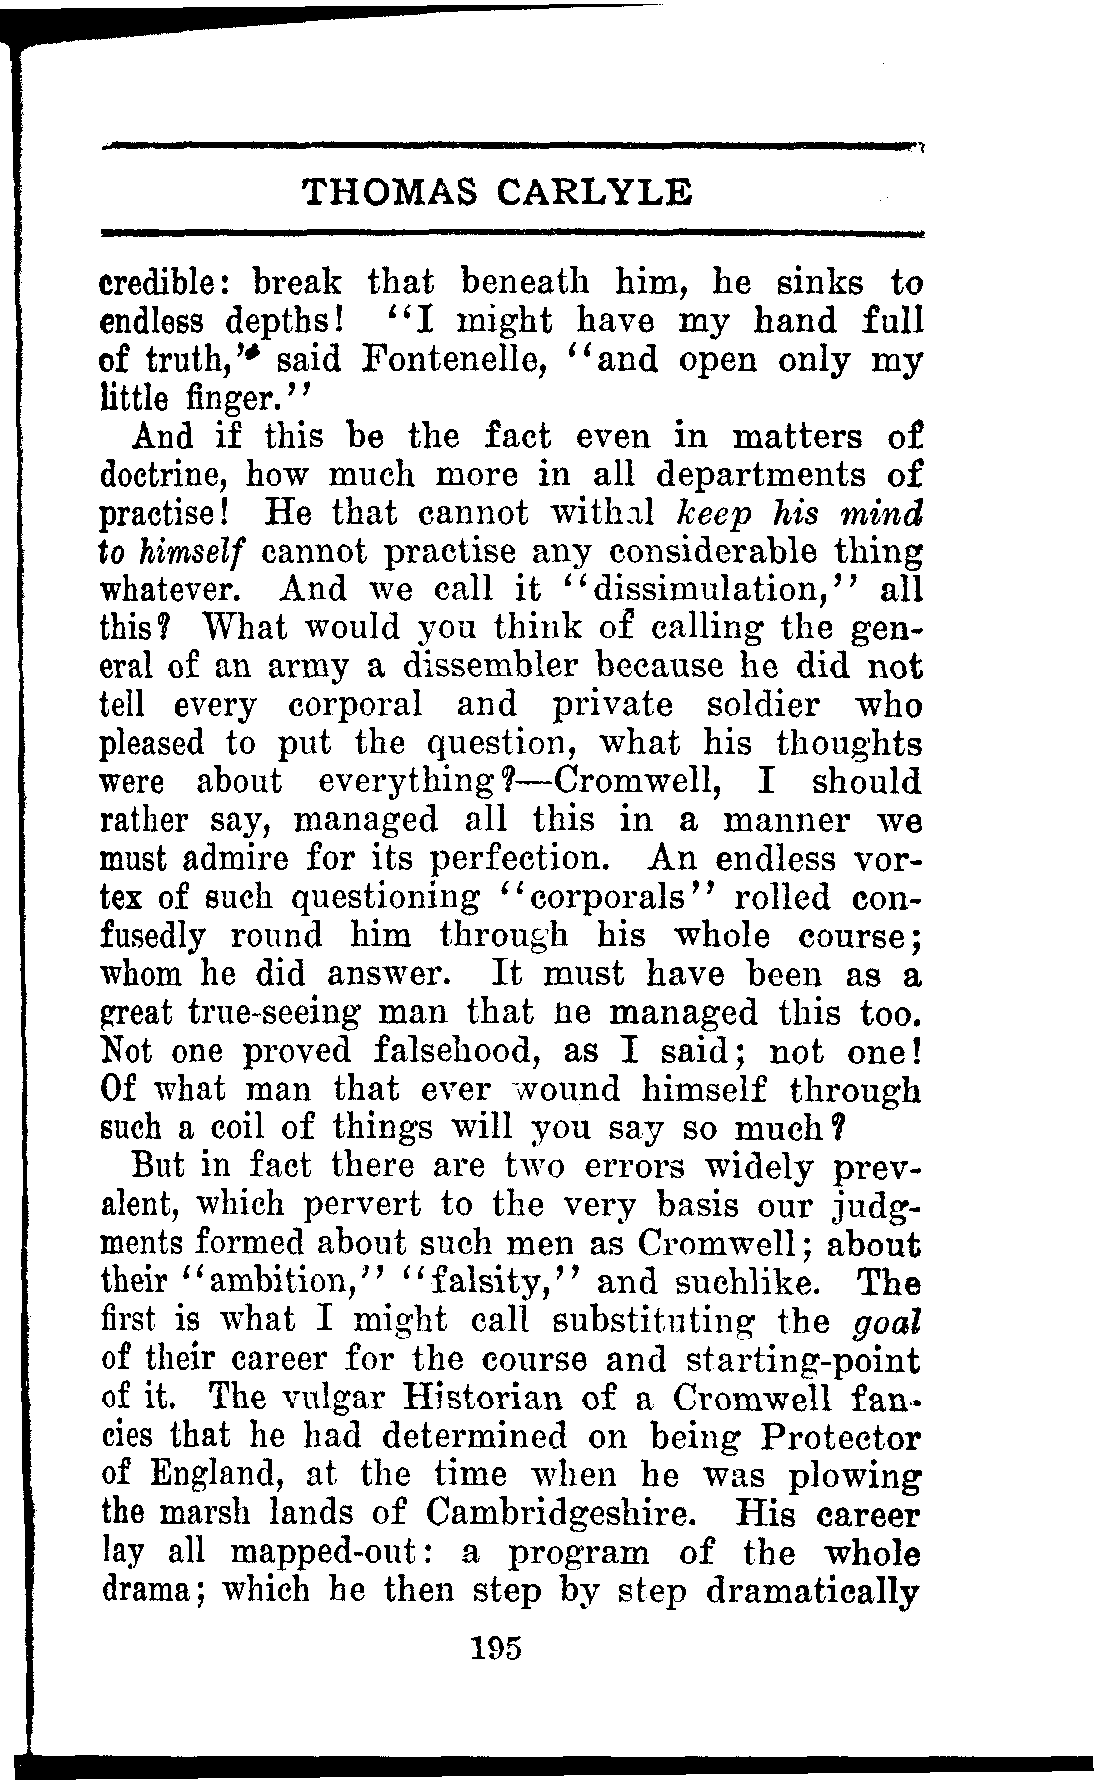 THOMAS CARLYLE
credible: break that beneath him, he sinks to
endless depths! "I might have my hand full
of truth," said Fontenelle, "and open only my
little finger."
And if this be the fact even in matters of
doctrine, how much more in all departments of
practise! He that cannot withal keep his mind
to himself cannot practise any considerable thing
whatever. And we call it "dissimulation," all
this? What would you think of calling the gen-
eral of an army a dissembler because he did not
tell every corporal and private soldier who
pleased to put the question, what his thoughts
were about everything?—Cromwell, I should
rather say, managed all this in a manner we
must admire for its perfection. An endless vor-
tex of such questioning "corporals" rolled con-
fusedly round him through his whole course;
whom he did answer. It must have been as a
great true-seeing man that he managed this too.
Not one proved falsehood, as I said; not one!
Of what man that ever wound himself through
such a coil of things will you say so much?
But in fact there are two errors widely prev-
alent, which pervert to the very basis our judg-
ments formed about such men as Cromwell; about
their "ambition," "falsity," and suchlike. The
first is what I might call substituting the goal
of their career for the course and starting-point
of it. The vulgar Historian of a Cromwell fan-
cies that he had determined on being Protector
of England, at the time when he was plowing
the marsh lands of Cambridgeshire. His career
lay all mapped-out: a program of the whole
drama; which he then step by step dramatically
195